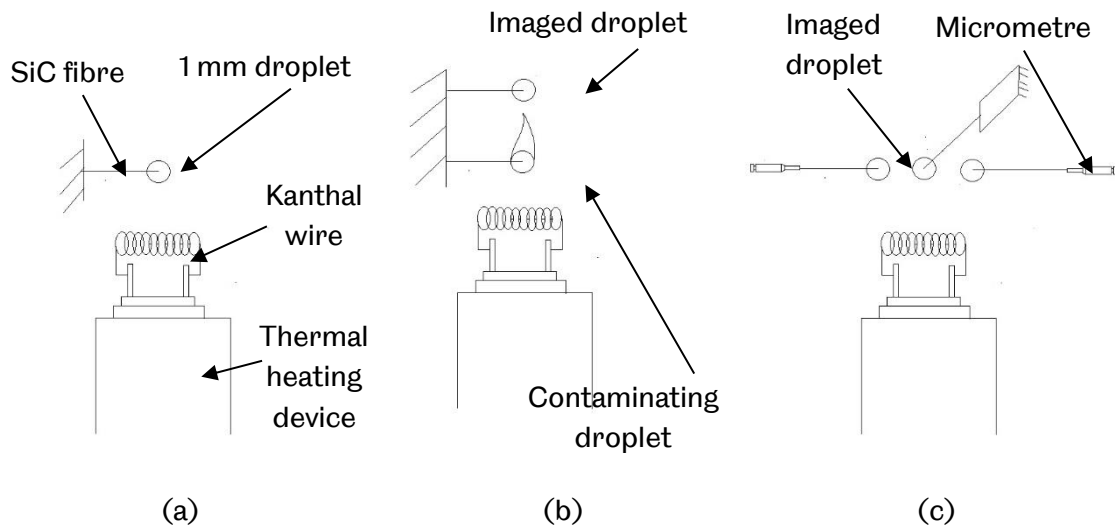 SiC fibre
1 mm droplet
Kanthal
wire
Thermal
heating
device
(a)
Imaged droplet
Contaminating
droplet
(b)
Imaged
droplet
Micrometre
(c)